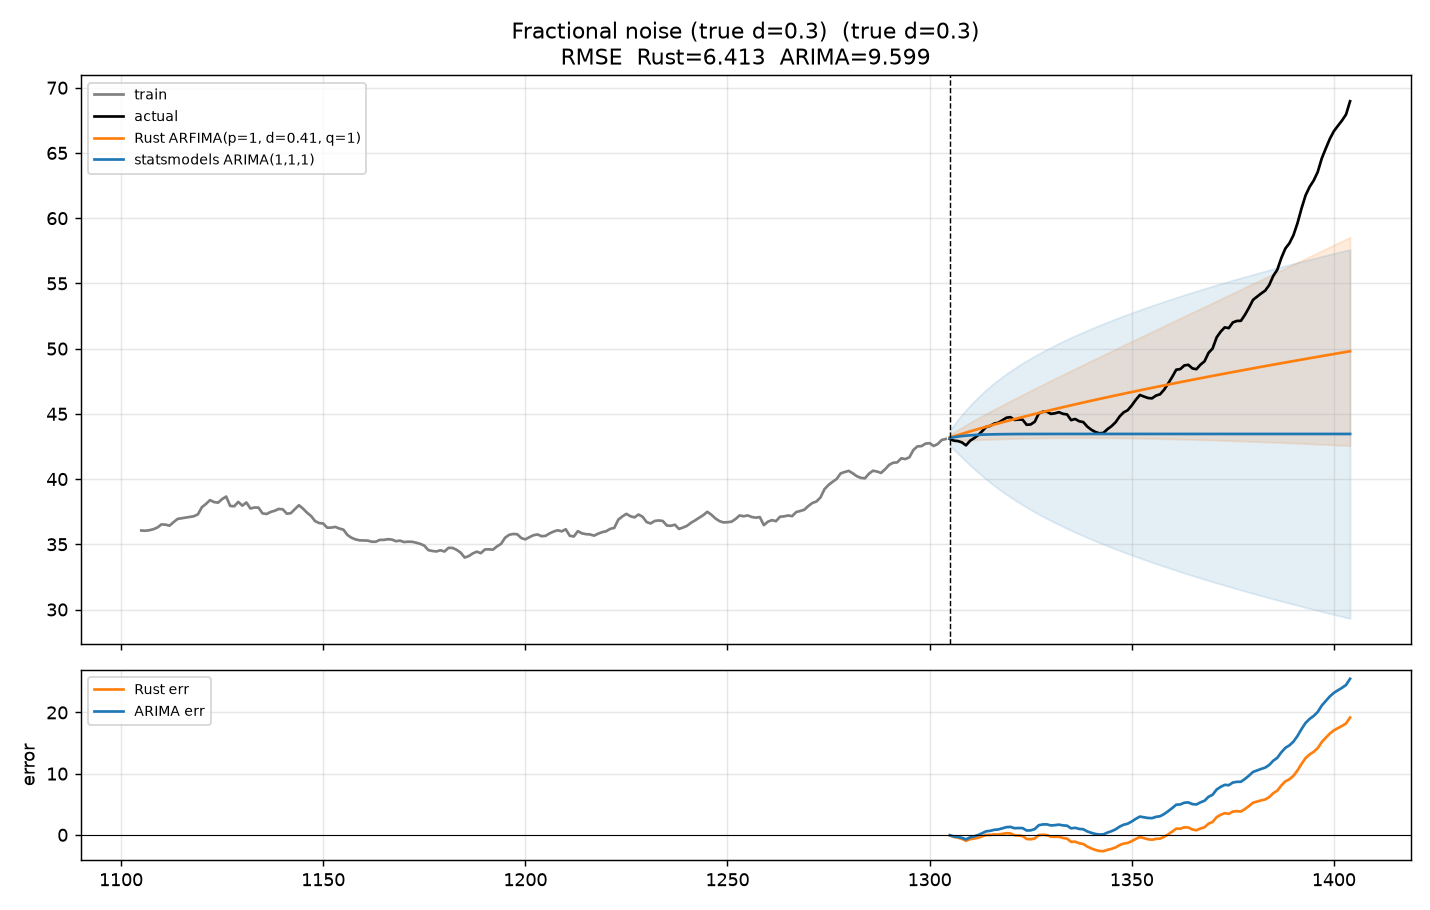 Fractional noise (true d=0.3)  (true d=0.3)
RMSE  Rust=6.413  ARIMA=9.599
70
65
60
55
50
45
40
35
30
train
actual
Rust ARFIMA(p=1, d=0.41, q=1)
statsmodels ARIMA(1,1,1)
error
20
10
0
Rust err
ARIMA err
1100 1150 1200 1250 1300 1350 1400